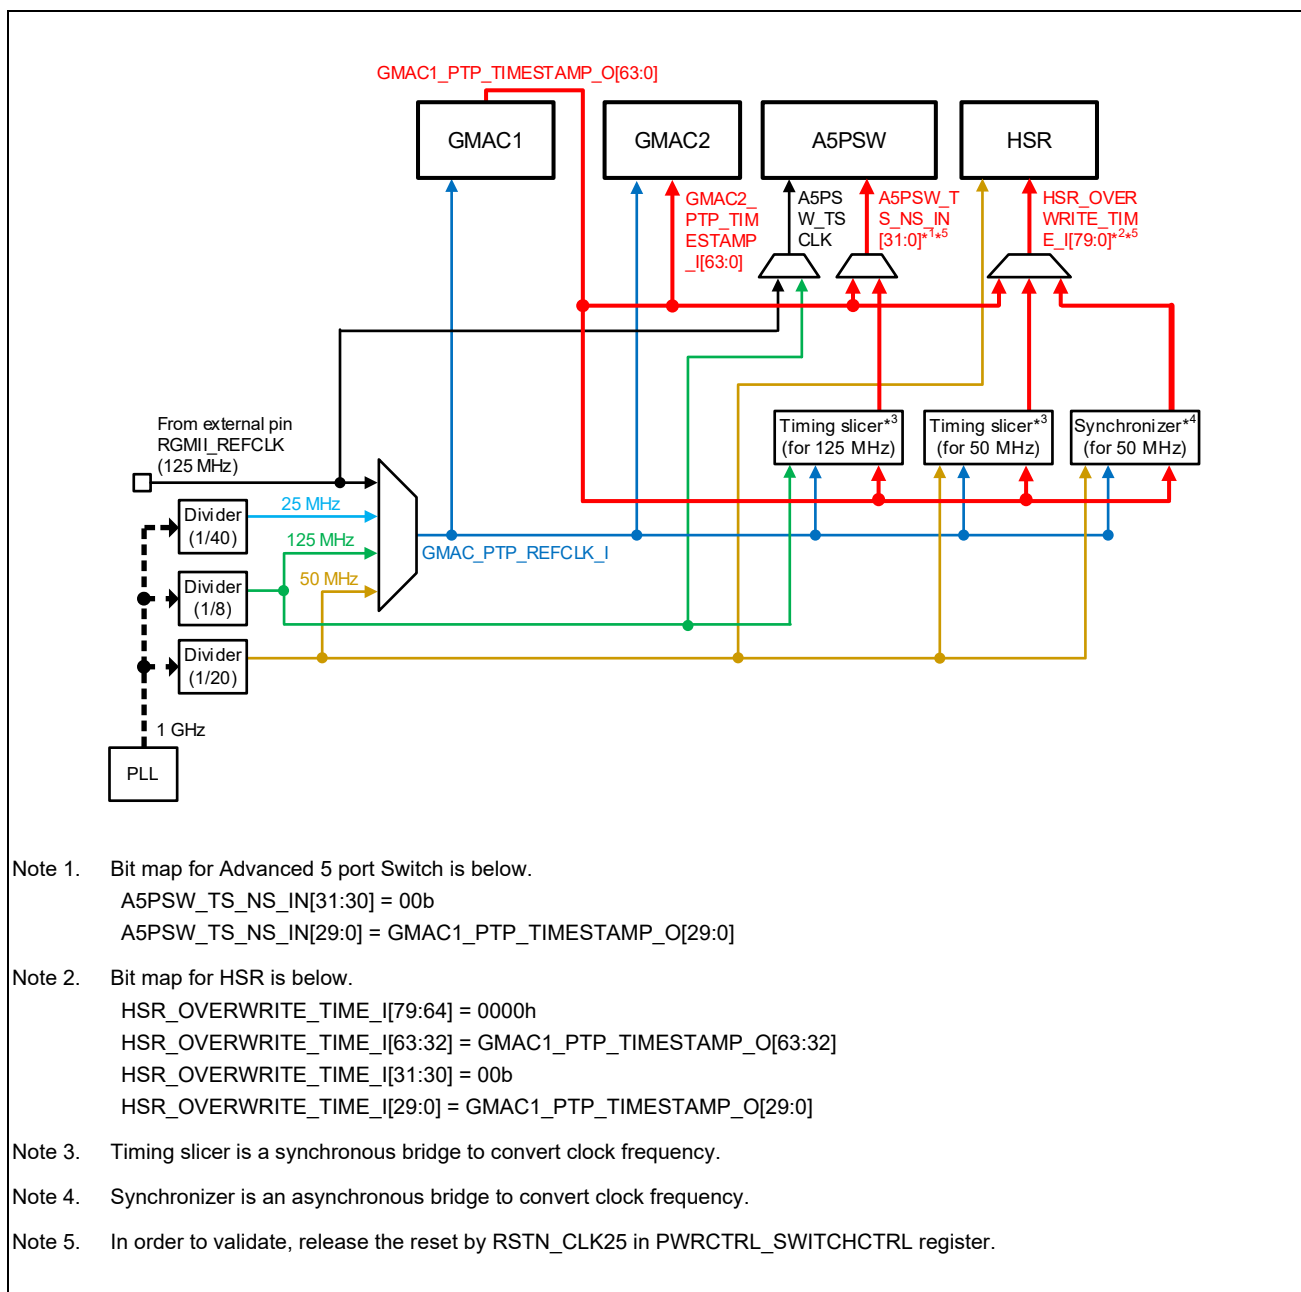 GMAC1_PTP_TIMESTAMP_O[63:0]
GMAC1
GMAC2
A5PSW
HSR
GMAC2_
PTP_TIM
ESTAMP
_I[63:0]
A5PS
W_TS
CLK
A5PSW_T
S_NS_IN
[31:0]*1*5
HSR_OVER
WRITE_TIM
E_I[79:0]*2*5
From external pin
RGMII_REFCLK
(125 MHz)
Timing slicer*3
(for 125 MHz)
Timing slicer*3
(for 50 MHz)
Synchronizer*4
(for 50 MHz)
Divider
(1/40)
25 MHz
125 MHz
GMAC_PTP_REFCLK_I
Divider
(1/8)
50 MHz
Divider
(1/20)
1 GHz
PLL
Note 1. Bit map for Advanced 5 port Switch is below.
A5PSW_TS_NS_IN[31:30] = 00b
A5PSW_TS_NS_IN[29:0] = GMAC1_PTP_TIMESTAMP_O[29:0]
Note 2. Bit map for HSR is below.
HSR_OVERWRITE_TIME_I[79:64] = 0000h
HSR_OVERWRITE_TIME_I[63:32] = GMAC1_PTP_TIMESTAMP_O[63:32]
HSR_OVERWRITE_TIME_I[31:30] = 00b
HSR_OVERWRITE_TIME_I[29:0] = GMAC1_PTP_TIMESTAMP_O[29:0]
Note 3. Timing slicer is a synchronous bridge to convert clock frequency.
Note 4. Synchronizer is an asynchronous bridge to convert clock frequency.
Note 5. In order to validate, release the reset by RSTN_CLK25 in PWRCTRL_SWITCHCTRL register.